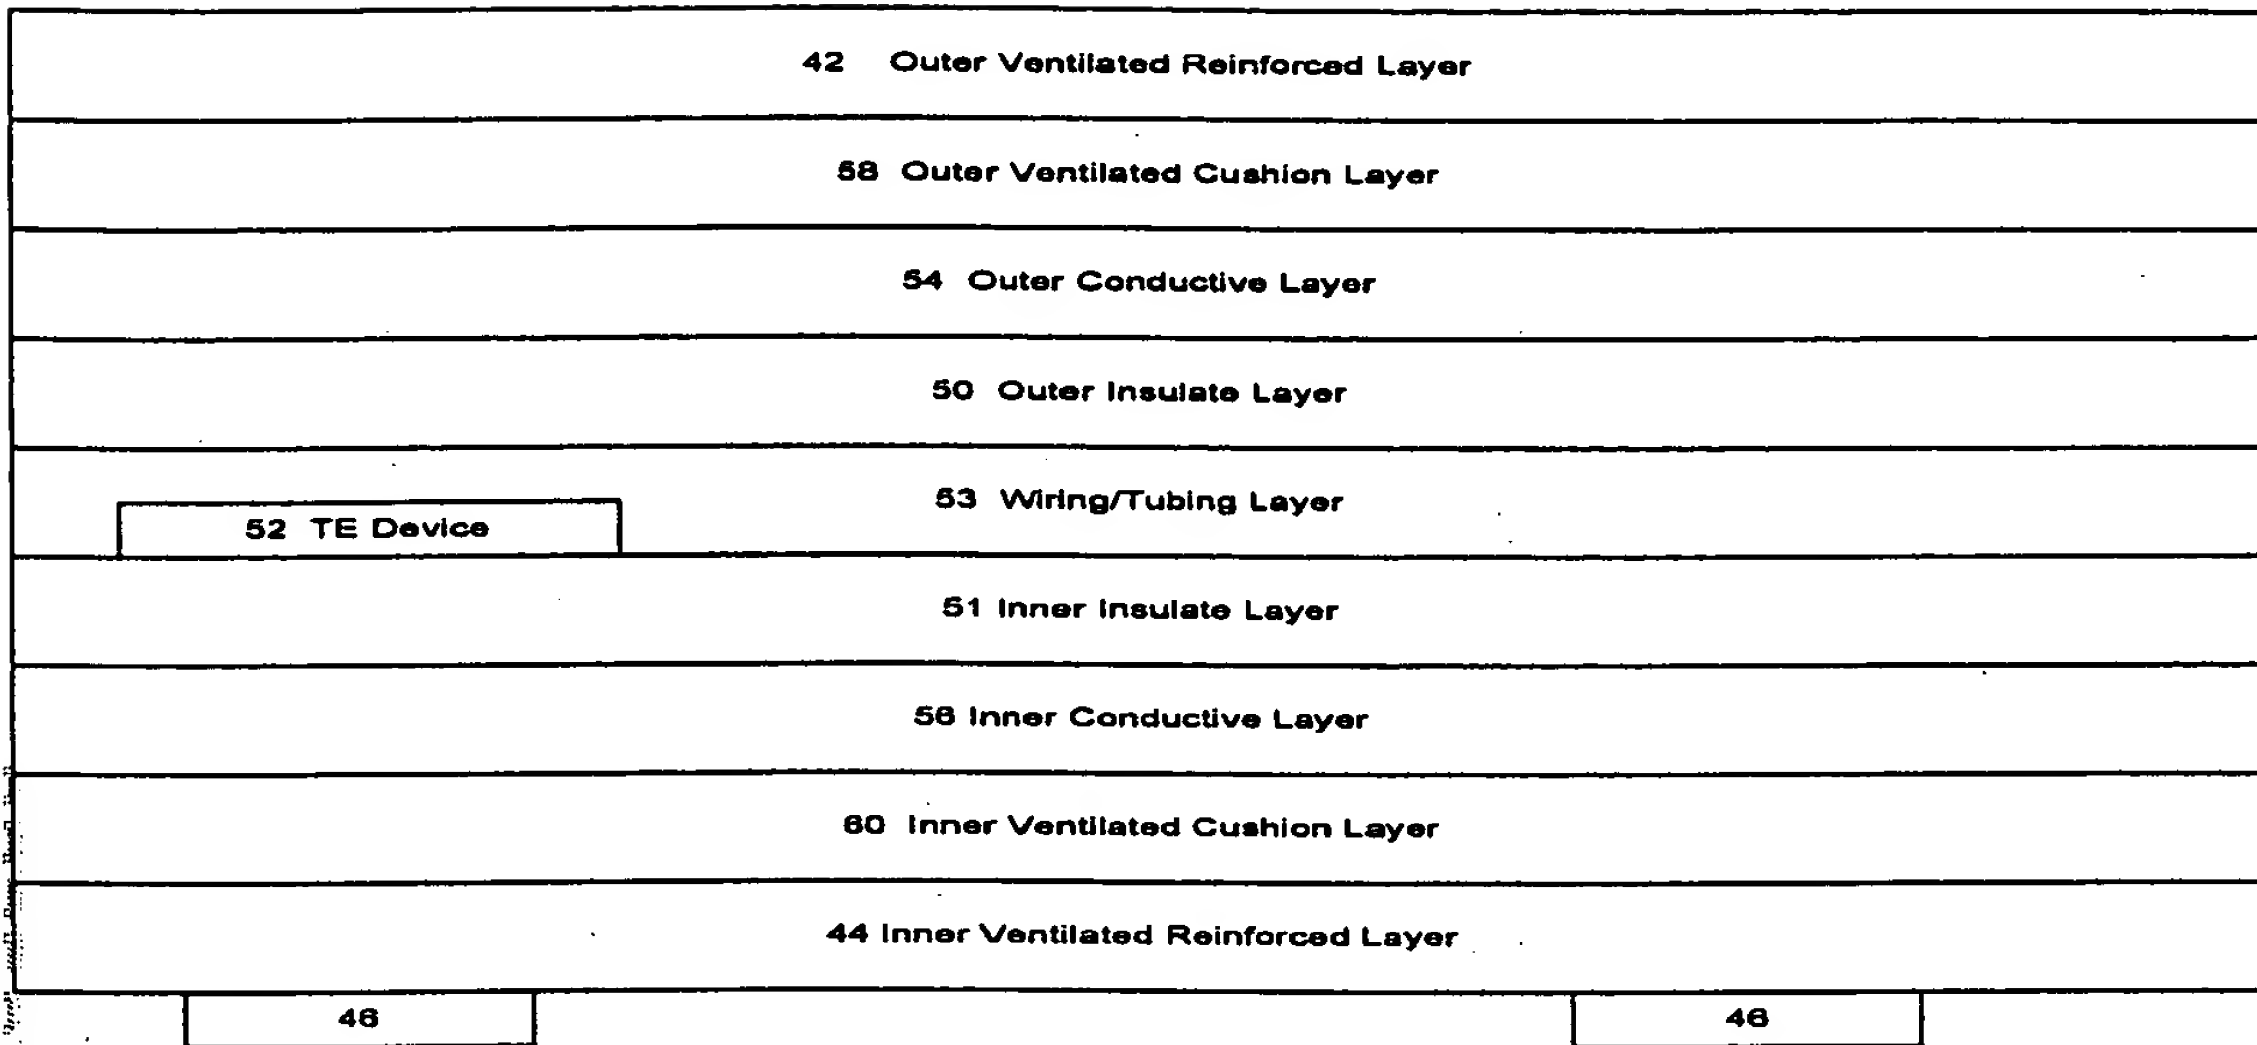 42 Outer Ventilated Reinforced Layer
58 Outer Ventilated Cushion Layer
54 Outer Conductive Layer
50 Outer Insulate Layer
53 Wiring/Tubing Layer
52 TE Device
51 Inner Insulate Layer
56 Inner Conductive Layer
60 Inner Ventilated Cushion Layer
44 Inner Ventilated Reinforced Layer
46 46